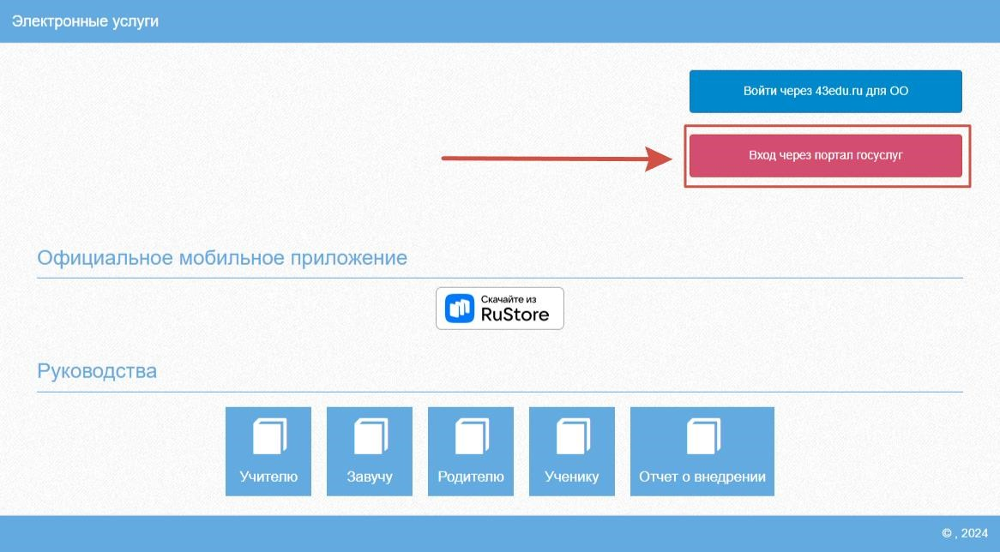 Электронные услуги
Войти через 43edu.ru для ОО
Вход через портал госуслуг
Официальное мобильное приложение
Скачайте из
RuStore
Руководства
Учителю
Завучу
Родителю
Ученику
Отчет о внедрении
© , 2024